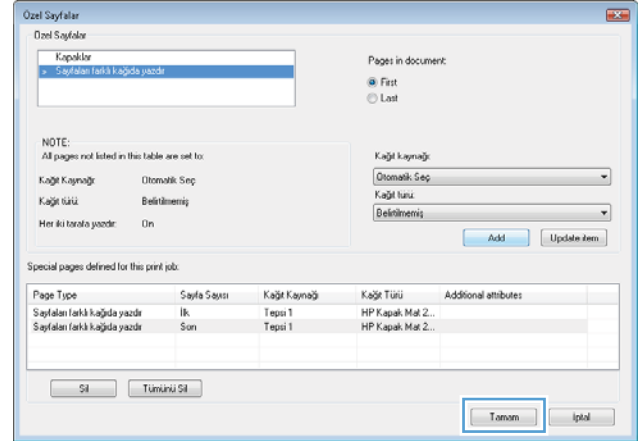 Özel Sayfalar
Özel Sayfalar
Kapaklar
» Sayfaları farklı kağıda yazdır
Pages in document:
First
Last
NOTE:
All pages not listed in this table are set to:
Kağıt Kaynağı: Otomatik Seç
Kağıt türü: Belirtilmemiş
Her iki tarafa yazdır: On
Kağıt kaynağı:
Otomatik Seç
Kağıt türü:
Belirtilmemiş
Add Update item
Special pages defined for this print job:
Page Type Sayfa Sayısı Kağıt Kaynağı Kağıt Türü Additional attributes
Sayfaları farklı kağıda yazdır İlk Tepsi 1 HP Kapak Mat 2...
Sayfaları farklı kağıda yazdır Son Tepsi 1 HP Kapak Mat 2...
Sil Tümünü Sil
Tamam İptal